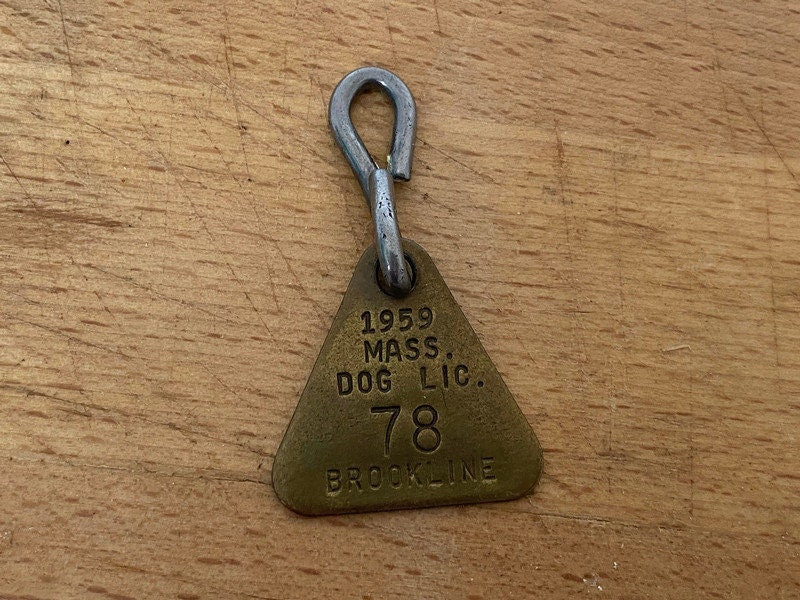 1959
MASS.
DOG LIC.
78
BROOKLINE